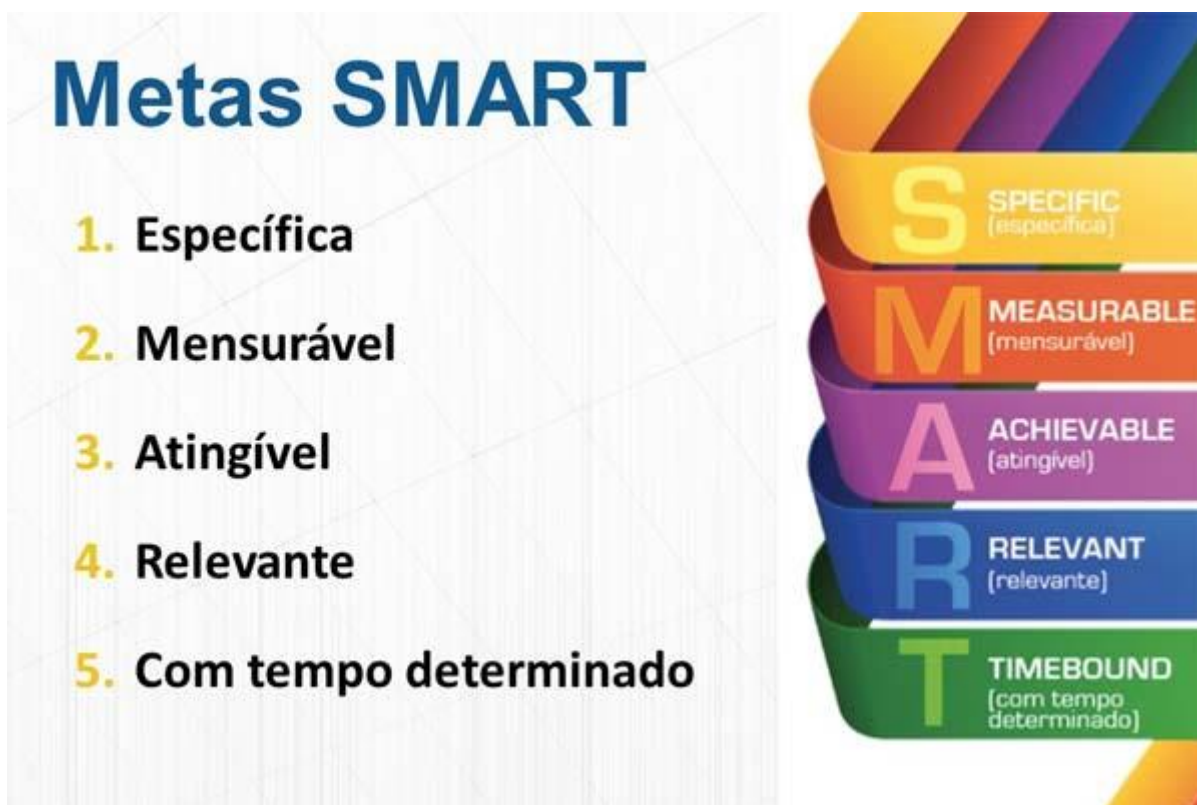 Metas SMART
1. Específica
2. Mensurável
3. Atingível
4. Relevante
5. Com tempo determinado
S
SPECIFIC
(específica)
M
MEASURABLE
(mensurável)
A
ACHIEVABLE
(atingível)
R
RELEVANT
(relevante)
T
TIMEBOUND
(com tempo
determinado)